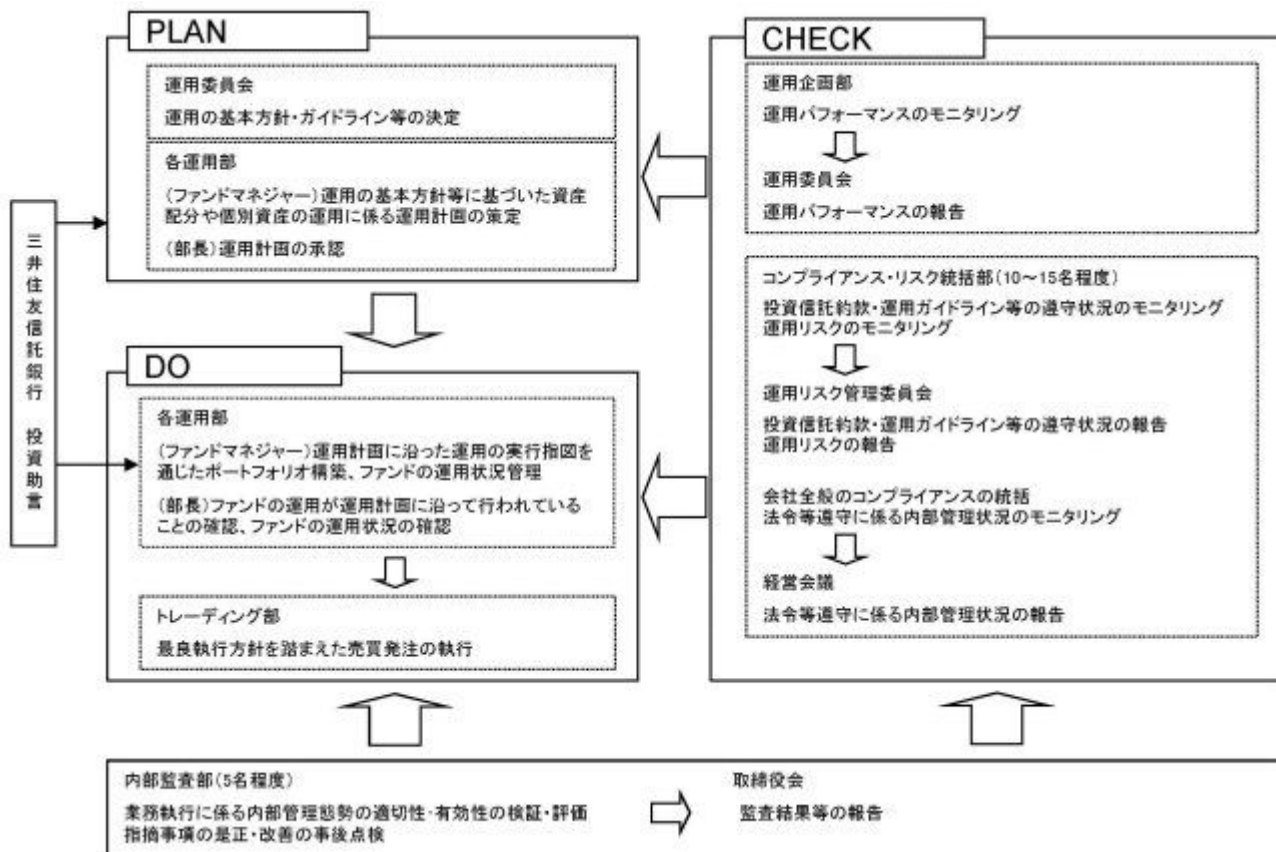 PLAN
運用委員会
運用の基本方針・ガイドライン等の決定
各運用部
(ファンドマネジャー)運用の基本方針等に基づいた資産
配分や個別資産の運用に係る運用計画の策定
(部長)運用計画の承認
三井住友信託銀行 投資助言
DO
各運用部
(ファンドマネジャー)運用計画に沿った運用の実行指図を
通じたポートフォリオ構築、ファンドの運用状況管理
(部長)ファンドの運用が運用計画に沿って行われている
ことの確認、ファンドの運用状況の確認
トレーディング部
最良執行方針を踏まえた売買発注の執行
CHECK
運用企画部
運用パフォーマンスのモニタリング
運用委員会
運用パフォーマンスの報告
コンプライアンス・リスク統括部(10～15名程度)
投資信託約款・運用ガイドライン等の遵守状況のモニタリング
運用リスクのモニタリング
運用リスク管理委員会
投資信託約款・運用ガイドライン等の遵守状況の報告
運用リスクの報告
会社全般のコンプライアンスの統括
法令等遵守に係る内部管理状況のモニタリング
経営会議
法令等遵守に係る内部管理状況の報告
内部監査部(5名程度)
業務執行に係る内部管理態勢の適切性・有効性の検証・評価
指摘事項の是正・改善の事後点検
取締役会
監査結果等の報告